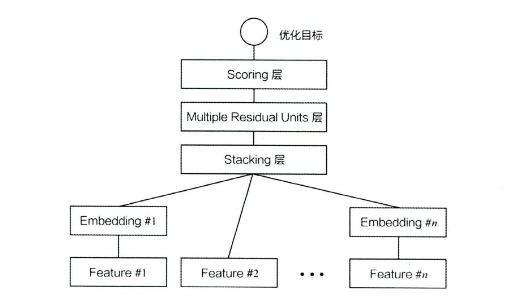 优化目标
Scoring 层
Multiple Residual Units 层
Stacking 层
Embedding #1
Embedding #n
Feature #1
Feature #2
• • •
Feature #n